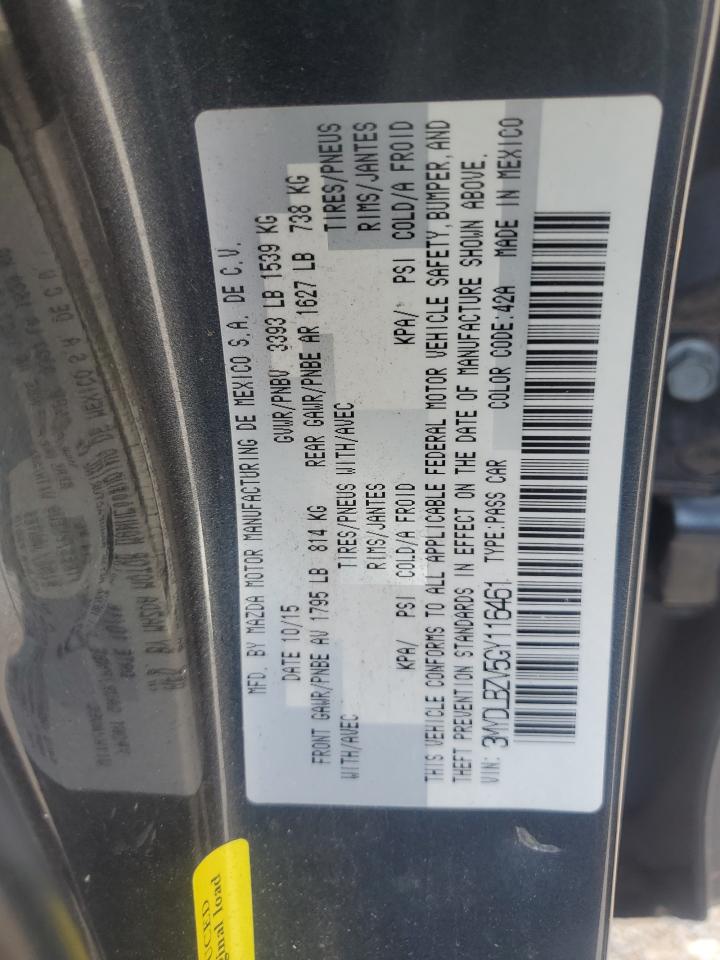 MFD. BY MAZDA MOTOR MANUFACTURING DE MEXICO S.A. DE C.V.
DATE 10/15 GVWR/PNBV 3393 LB 1539 KG
FRONT GAWR/PNBE AV 1795 LB 814 KG REAR GAWR/PNBE AR 1627 LB 738 KG
WITH/AVEC TIRES/PNEUS WITH/AVEC TIRES/PNEUS
RIMS/JANTES RIMS/JANTES
KPA/ PSI COLD/A FROID KPA/ PSI COLD/A FROID
THIS VEHICLE CONFORMS TO ALL APPLICABLE FEDERAL MOTOR VEHICLE SAFETY, BUMPER, AND
THEFT PREVENTION STANDARDS IN EFFECT ON THE DATE OF MANUFACTURE SHOWN ABOVE.
VIN: 3MYDLBZV5GY116461 TYPE:PASS CAR COLOR CODE:42A MADE IN MEXICO
ginal load